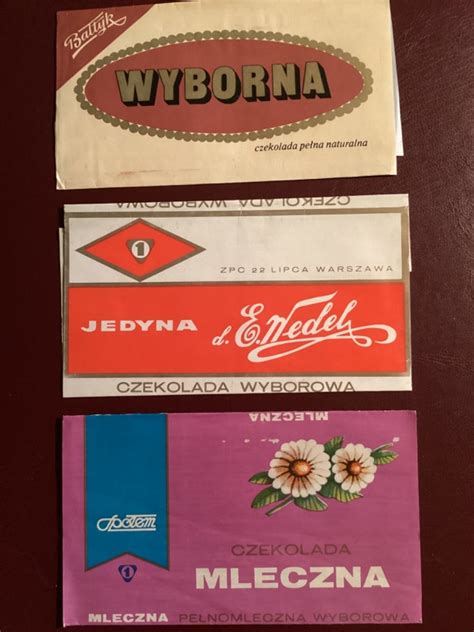 Bałtyk
WYBORNA
czekolada pełna naturalna
CZEKOLADA WYBOROWA
1
ZPC 22 LIPCA WARSZAWA
JEDYNA d. E. Wedel
CZEKOLADA WYBOROWA
MLECZNA
Społem
CZEKOLADA
MLECZNA
1
MLECZNA PEŁNOMLECZNA WYBOROWA